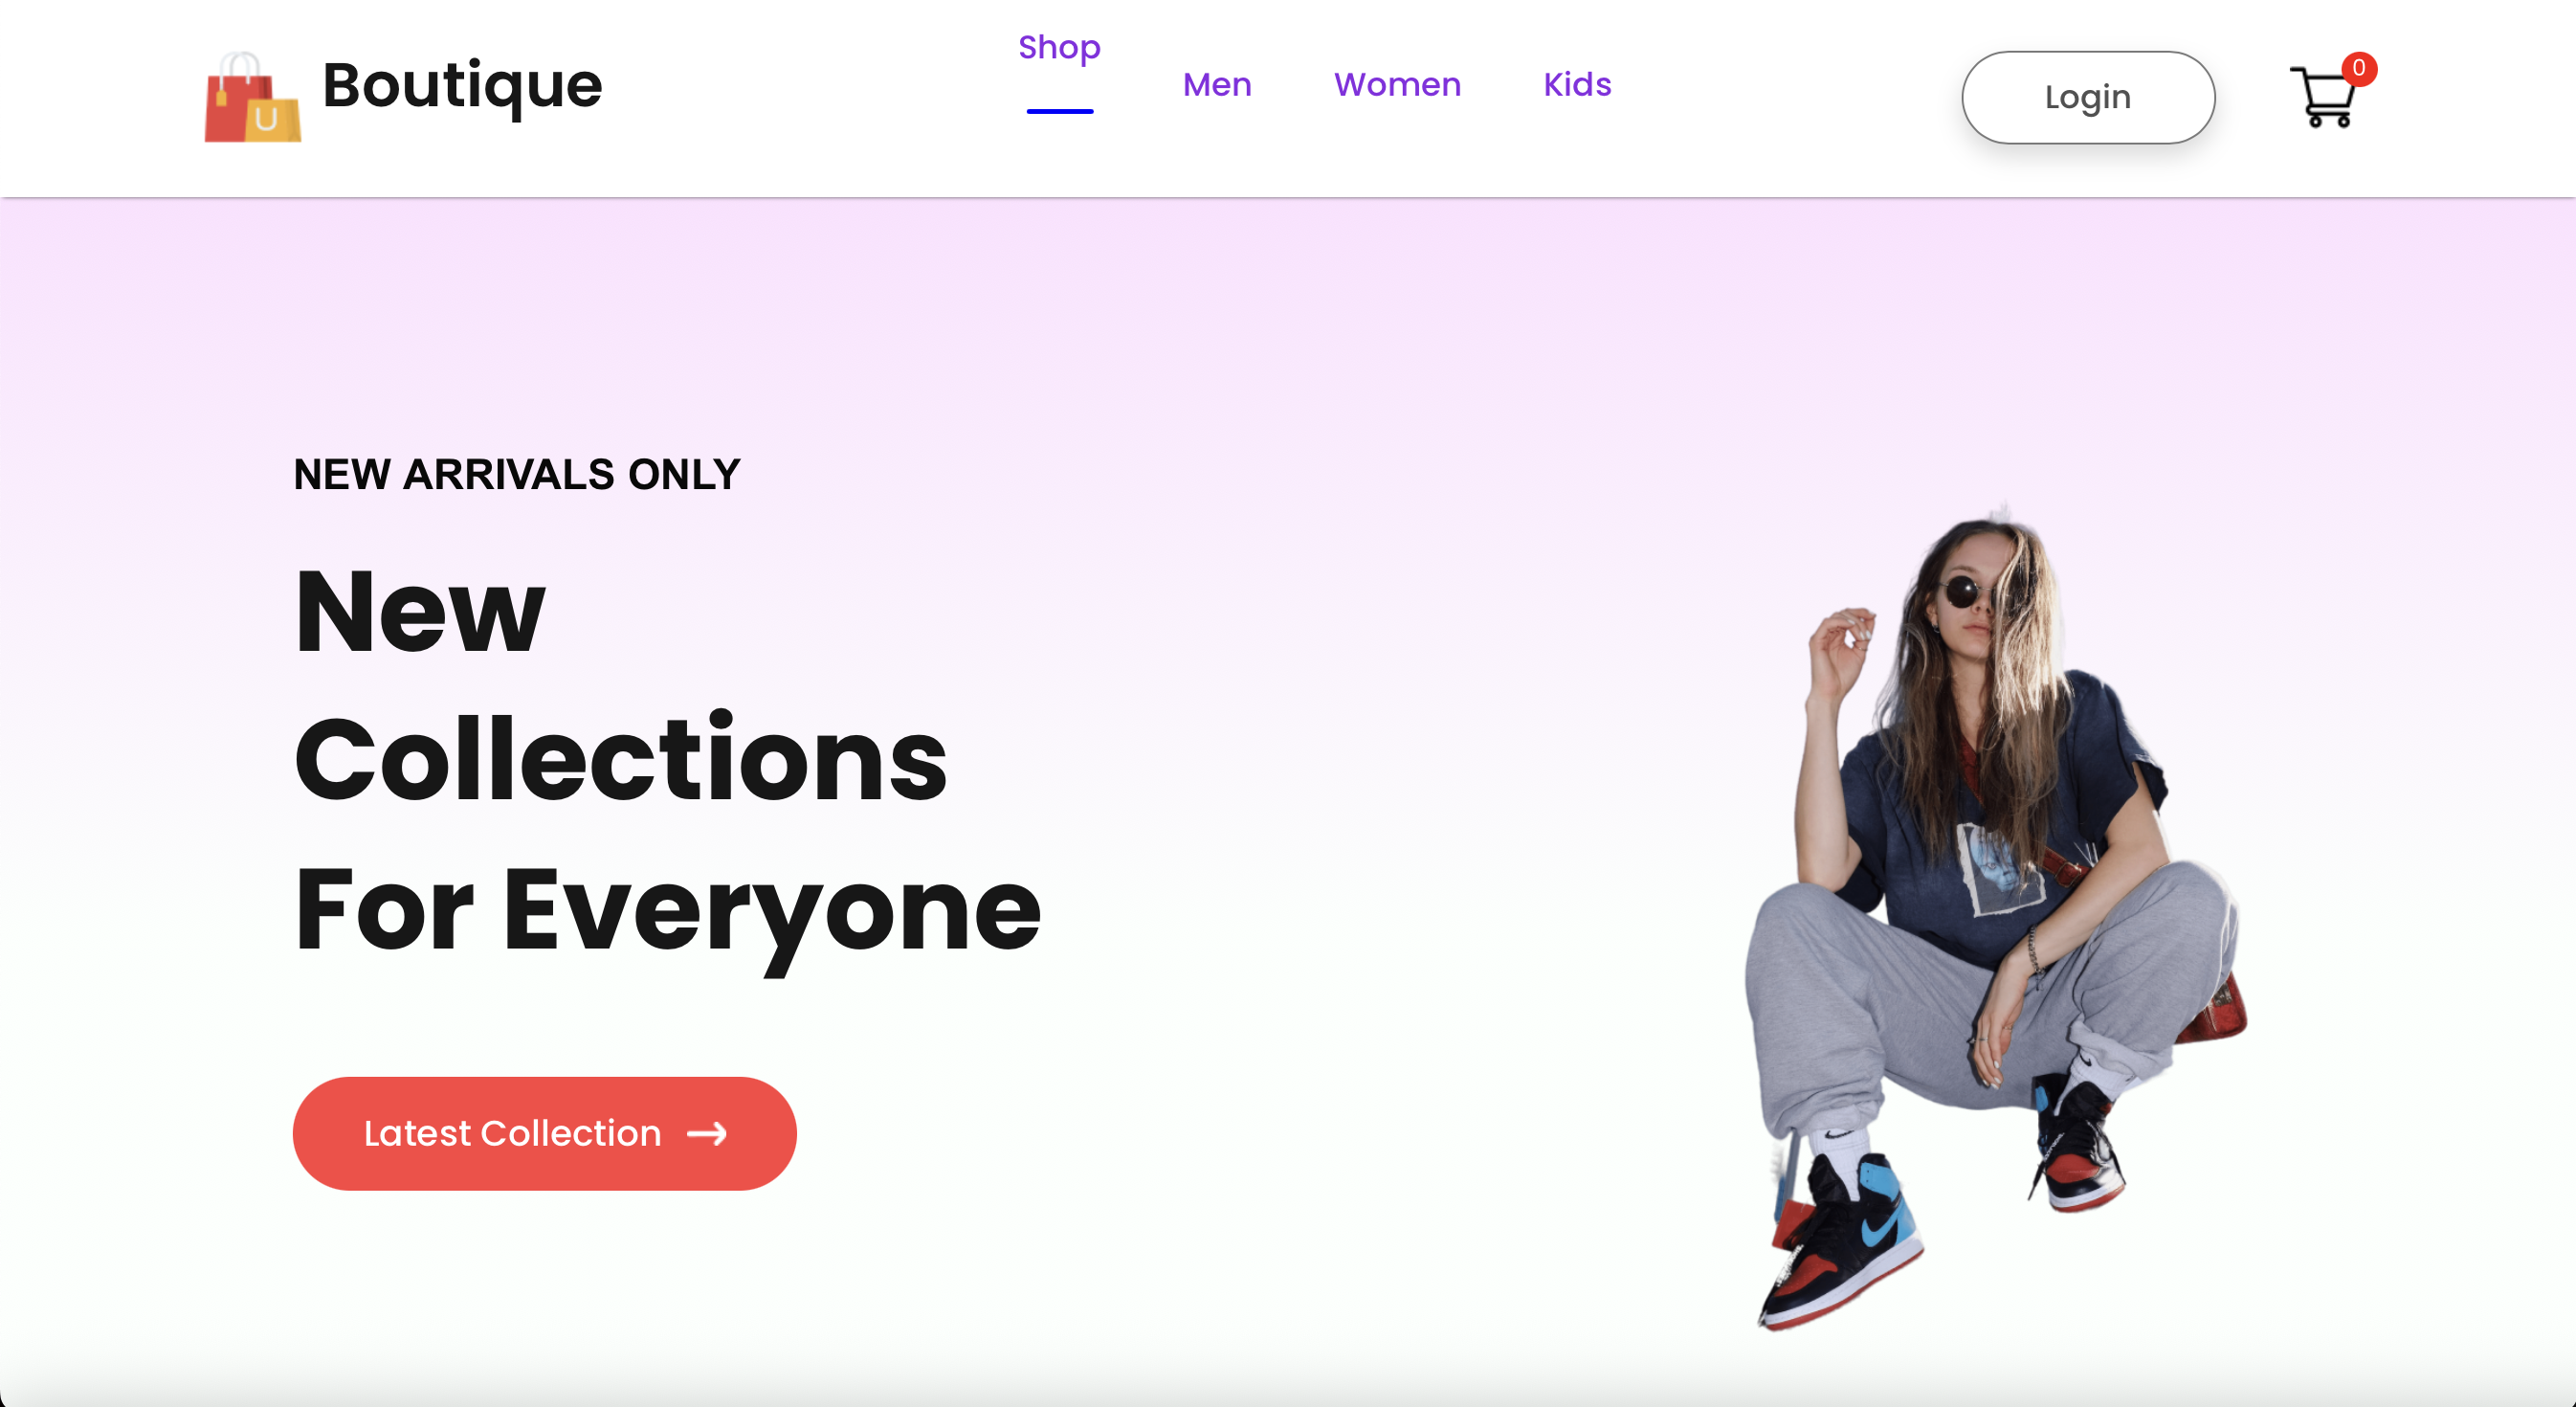 U
Boutique
Shop
Men
Women
Kids
Login
0
NEW ARRIVALS ONLY
New
Collections
For Everyone
Latest Collection →